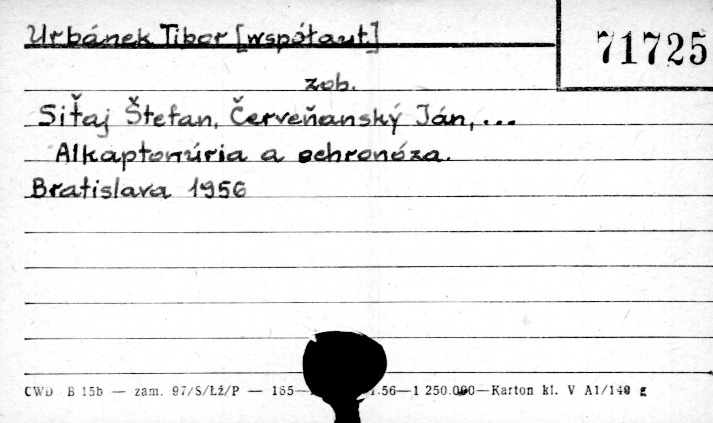 Urbánek Tibor [współaut]
71725
zob.
Siťaj Štefan, Červeňanský Ján, ...
Alkaptonúria a ochronóza.
Bratislava 1956
CWD B 15b — zam. 97/S/Łź/P — 165— .56—1 250.000—Karton kl. V A1/140 g